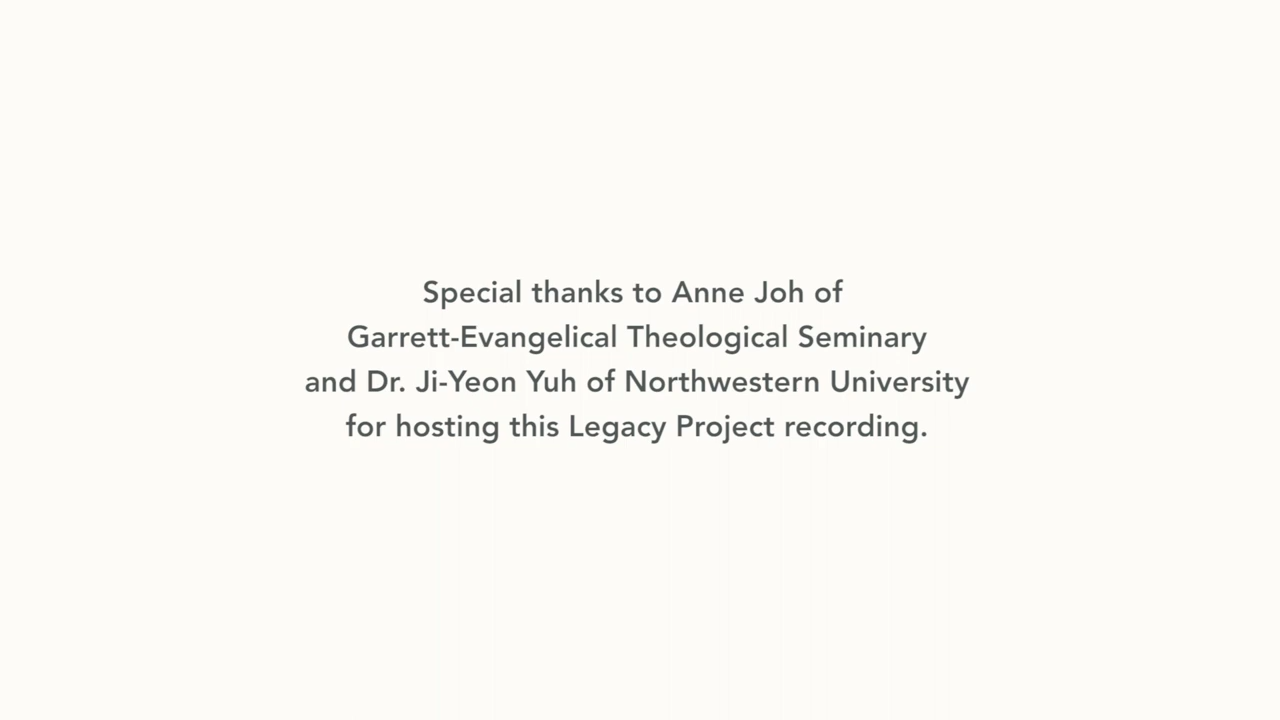 Special thanks to Anne Joh of
Garrett-Evangelical Theological Seminary
and Dr. Ji-Yeon Yuh of Northwestern University
for hosting this Legacy Project recording.